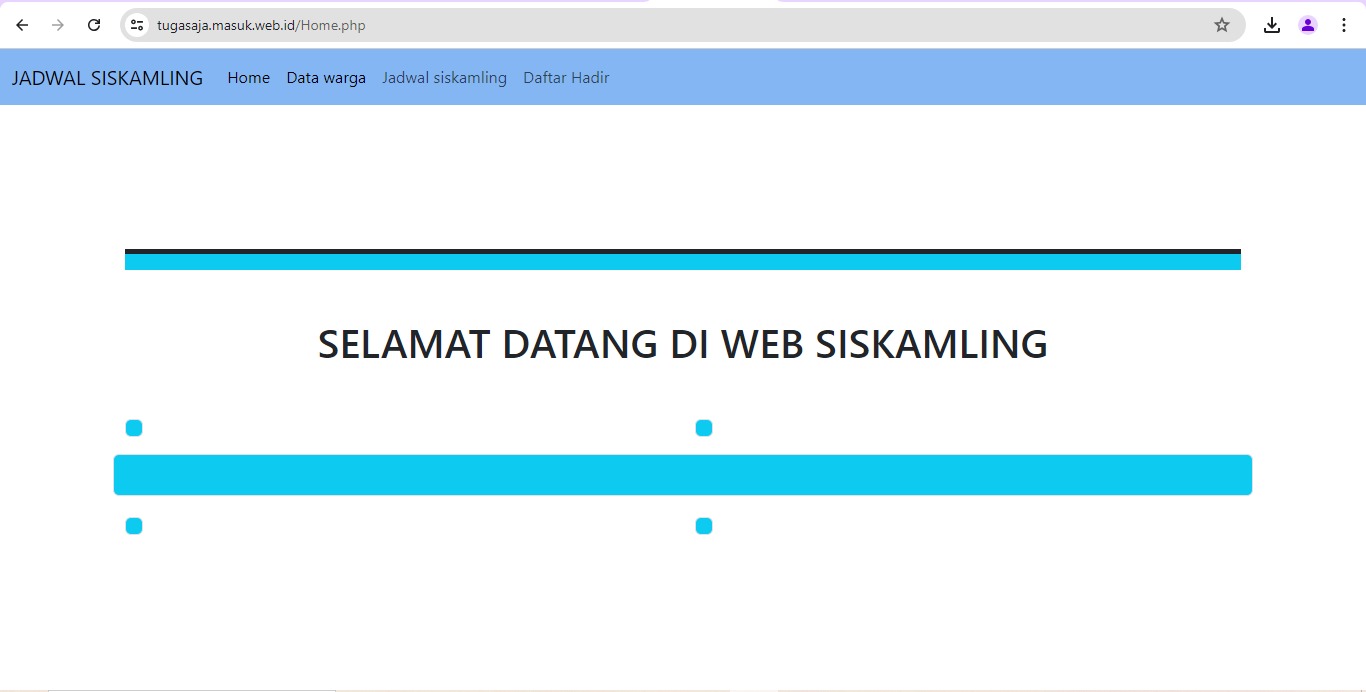 tugasaja.masuk.web.id/Home.php
JADWAL SISKAMLING Home Data warga Jadwal siskamling Daftar Hadir
SELAMAT DATANG DI WEB SISKAMLING